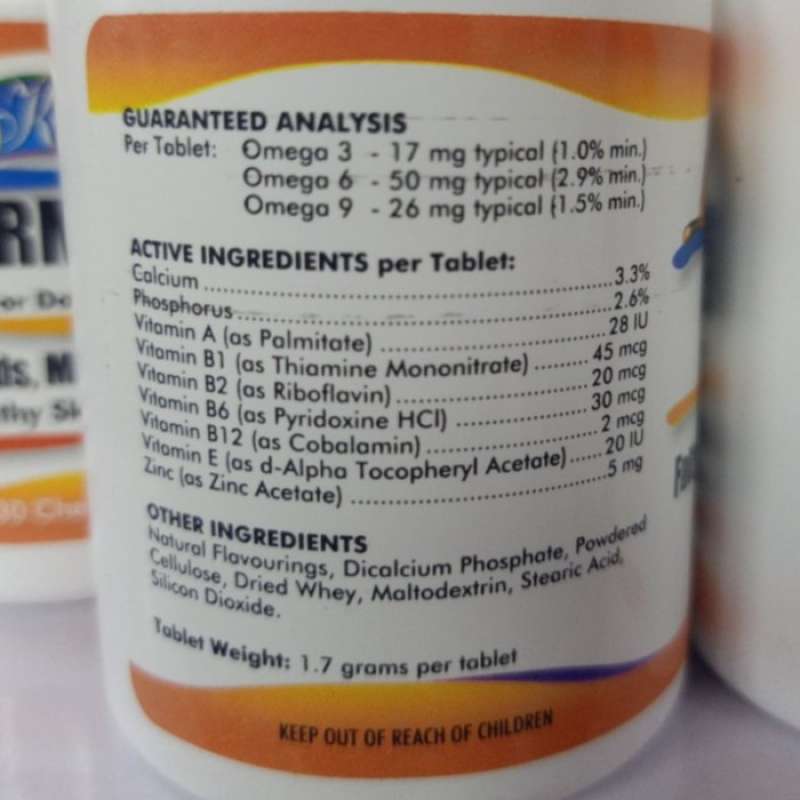 GUARANTEED ANALYSIS
Per Tablet: Omega 3 - 17 mg typical (1.0% min.)
Omega 6 - 50 mg typical (2.9% min.)
Omega 9 - 26 mg typical (1.5% min.)
ACTIVE INGREDIENTS per Tablet:
Calcium ........ 3.3%
Phosphorus ........ 2.6%
Vitamin A (as Palmitate) ........ 28 IU
Vitamin B1 (as Thiamine Mononitrate) ........ 45 mcg
Vitamin B2 (as Riboflavin) ........ 20 mcg
Vitamin B6 (as Pyridoxine HCl) ........ 30 mcg
Vitamin B12 (as Cobalamin) ........ 2 mcg
Vitamin E (as d-Alpha Tocopheryl Acetate) ...... 20 IU
Zinc (as Zinc Acetate) ........ 5 mg
OTHER INGREDIENTS
Natural Flavourings, Dicalcium Phosphate, Powdered
Cellulose, Dried Whey, Maltodextrin, Stearic Acid,
Silicon Dioxide.
Tablet Weight: 1.7 grams per tablet
KEEP OUT OF REACH OF CHILDREN